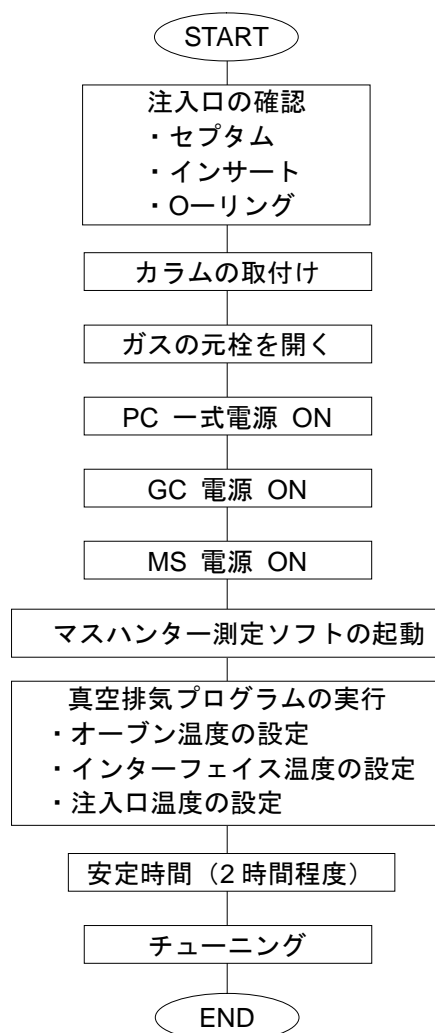 START
注入口の確認
・セプタム
・インサート
・Oーリング
カラムの取付け
ガスの元栓を開く
PC 一式電源 ON
GC 電源 ON
MS 電源 ON
マスハンター測定ソフトの起動
真空排気プログラムの実行
・オーブン温度の設定
・インターフェイス温度の設定
・注入口温度の設定
安定時間（2 時間程度）
チューニング
END